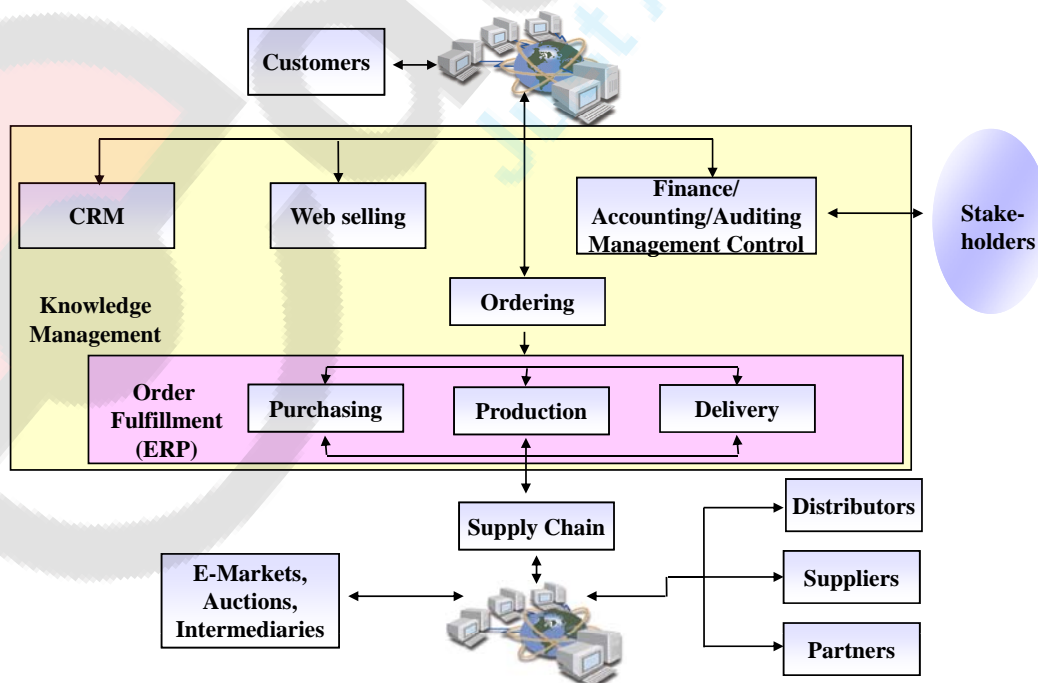 Customers
CRM
Web selling
Finance/
Accounting/Auditing
Management Control
Stake-
holders
Ordering
Knowledge
Management
Order
Fulfillment
(ERP)
Purchasing
Production
Delivery
Supply Chain
Distributors
E-Markets,
Auctions,
Intermediaries
Suppliers
Partners